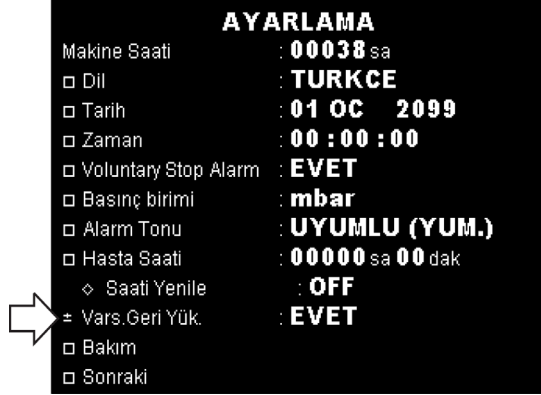 AYARLAMA
Makine Saati : 00038 sa
Dil : TURKCE
Tarih : 01 OC 2099
Zaman : 00 : 00 : 00
Voluntary Stop Alarm : EVET
Basınç birimi : mbar
Alarm Tonu : UYUMLU (YUM.)
Hasta Saati : 00000 sa 00 dak
Saati Yenile : OFF
± Vars.Geri Yük. : EVET
Bakım
Sonraki